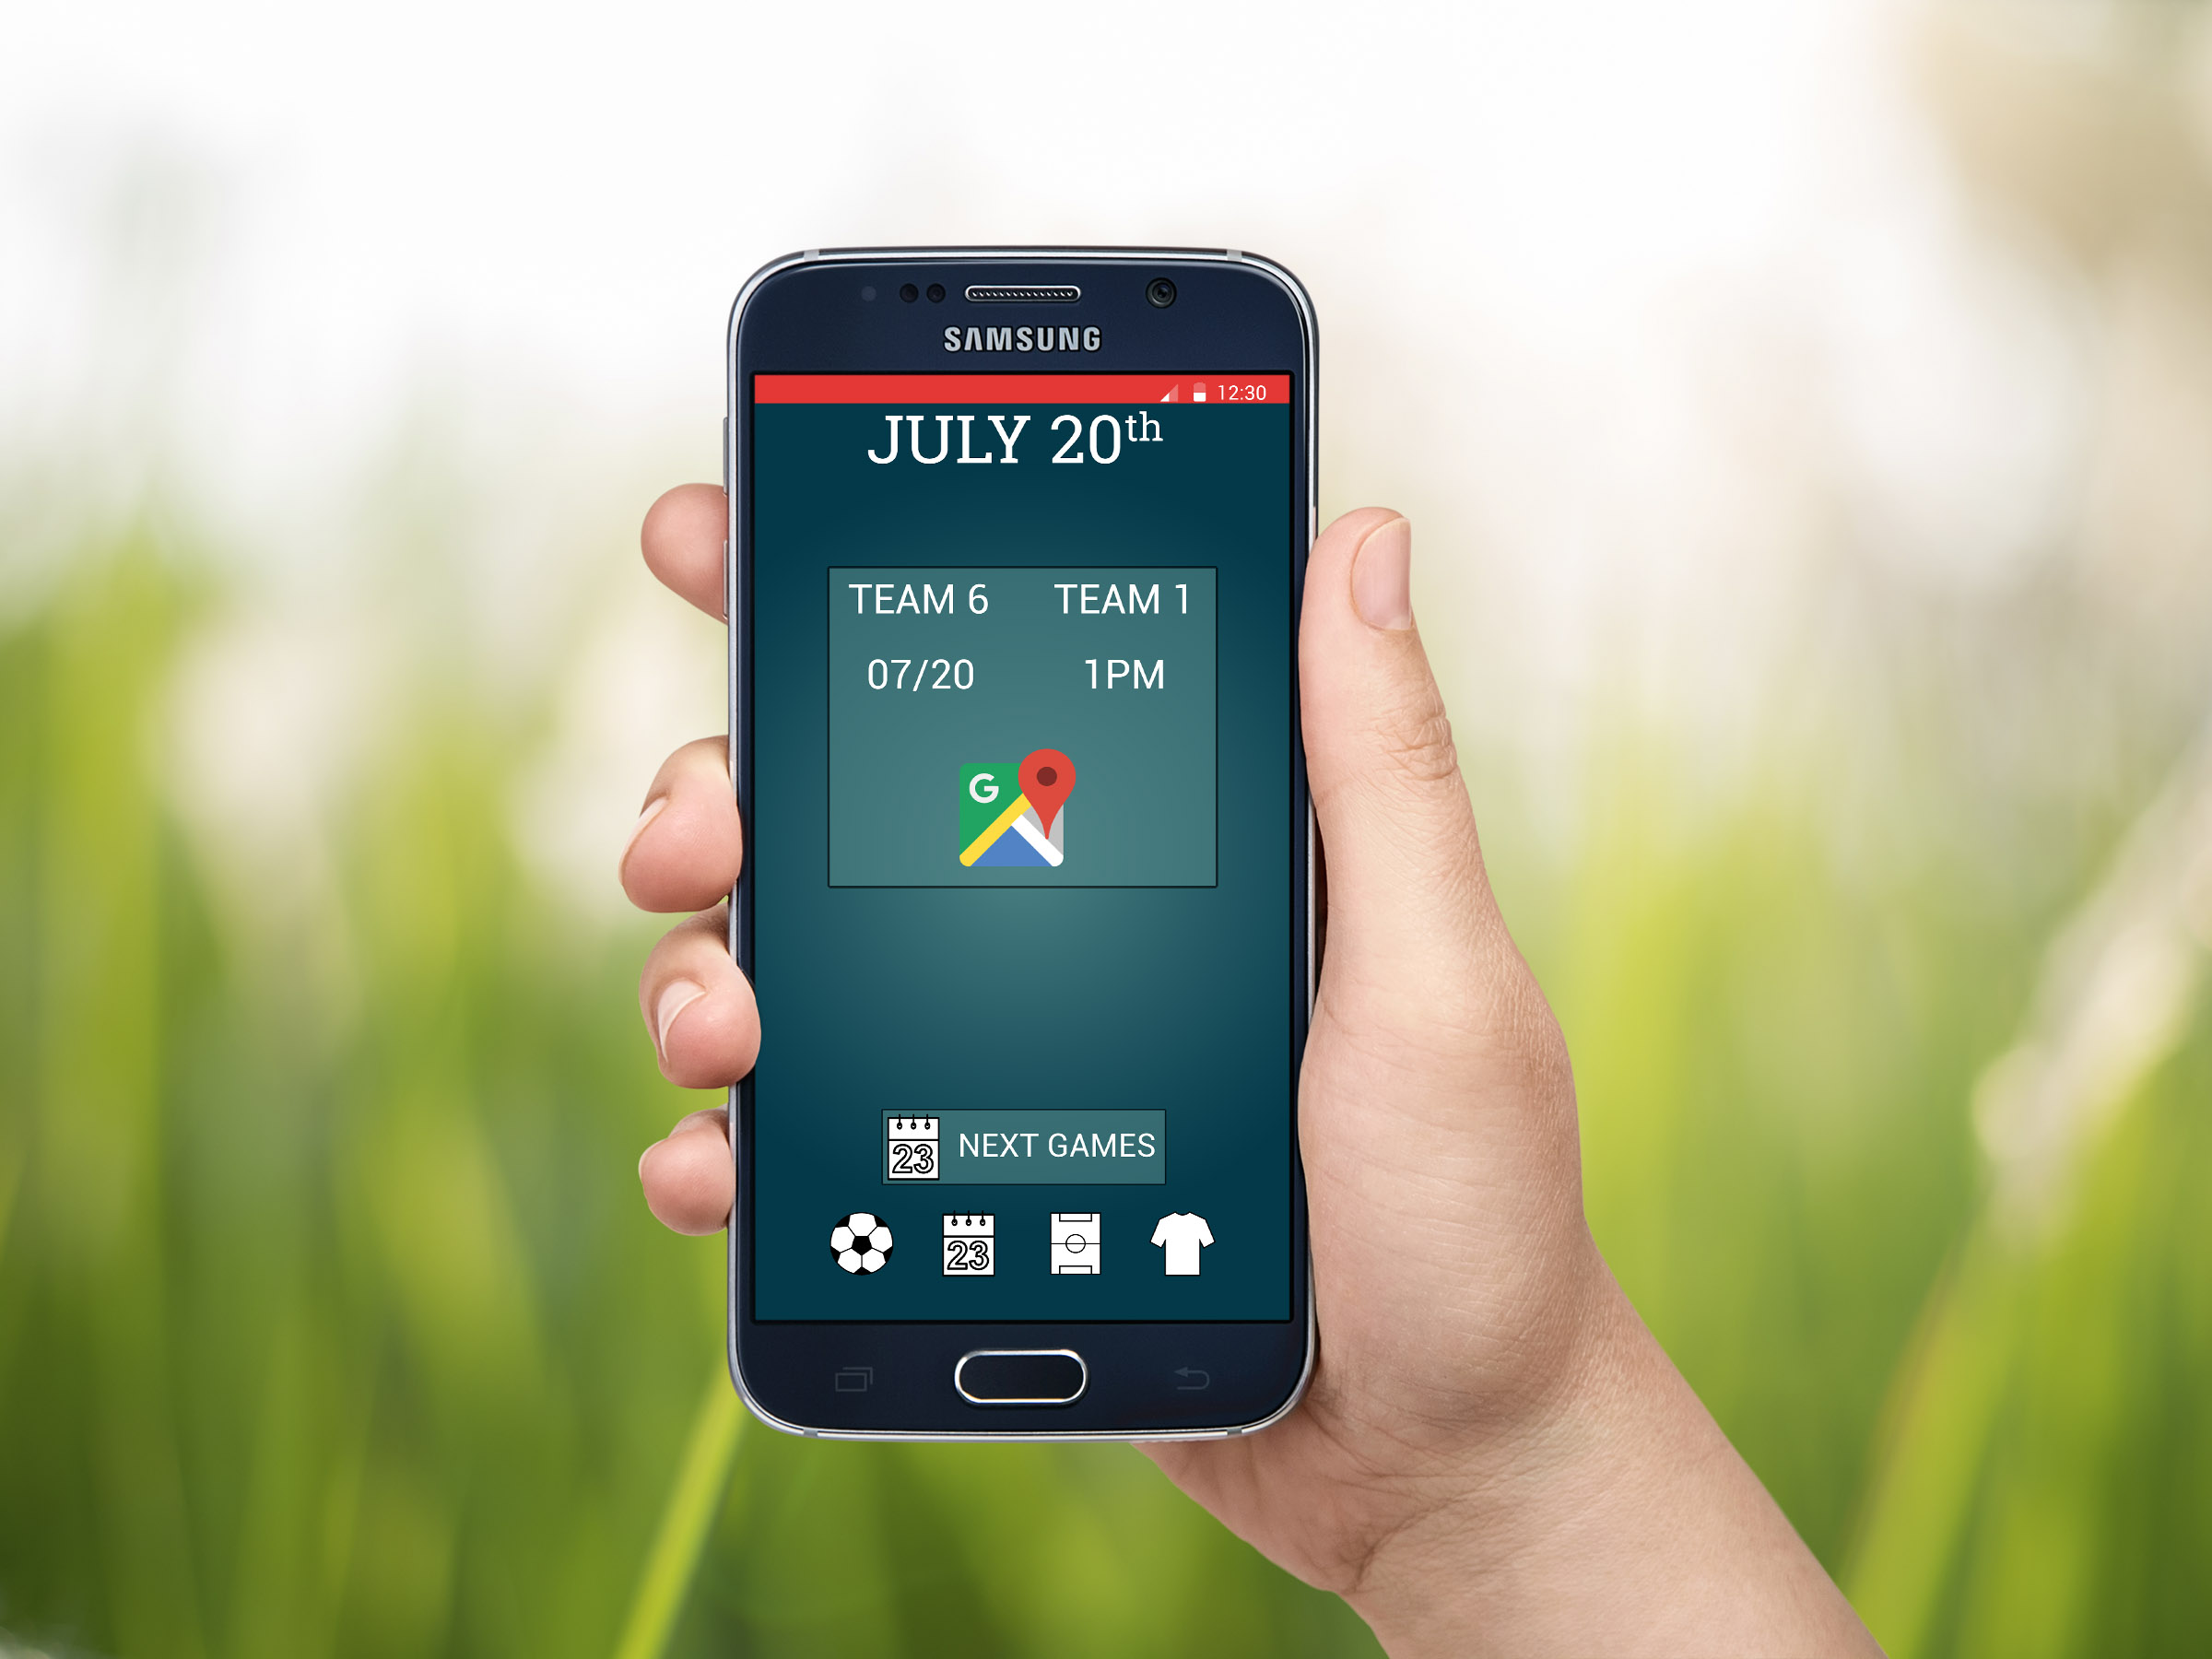 SAMSUNG
12:30
JULY 20th
TEAM 6 TEAM 1
07/20 1PM
G
23 NEXT GAMES
23